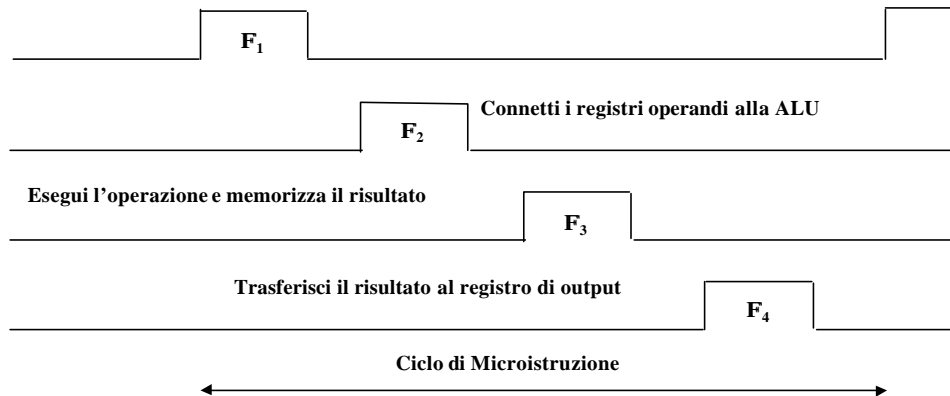 F₁
Connetti i registri operandi alla ALU
F₂
Esegui l'operazione e memorizza il risultato
F₃
Trasferisci il risultato al registro di output
F₄
Ciclo di Microistruzione